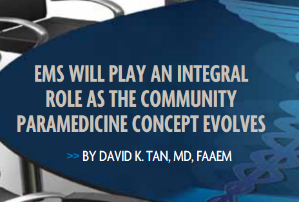 EMS WILL PLAY AN INTEGRAL
ROLE AS THE COMMUNITY
PARAMEDICINE CONCEPT EVOLVES
>> BY DAVID K. TAN, MD, FAAEM